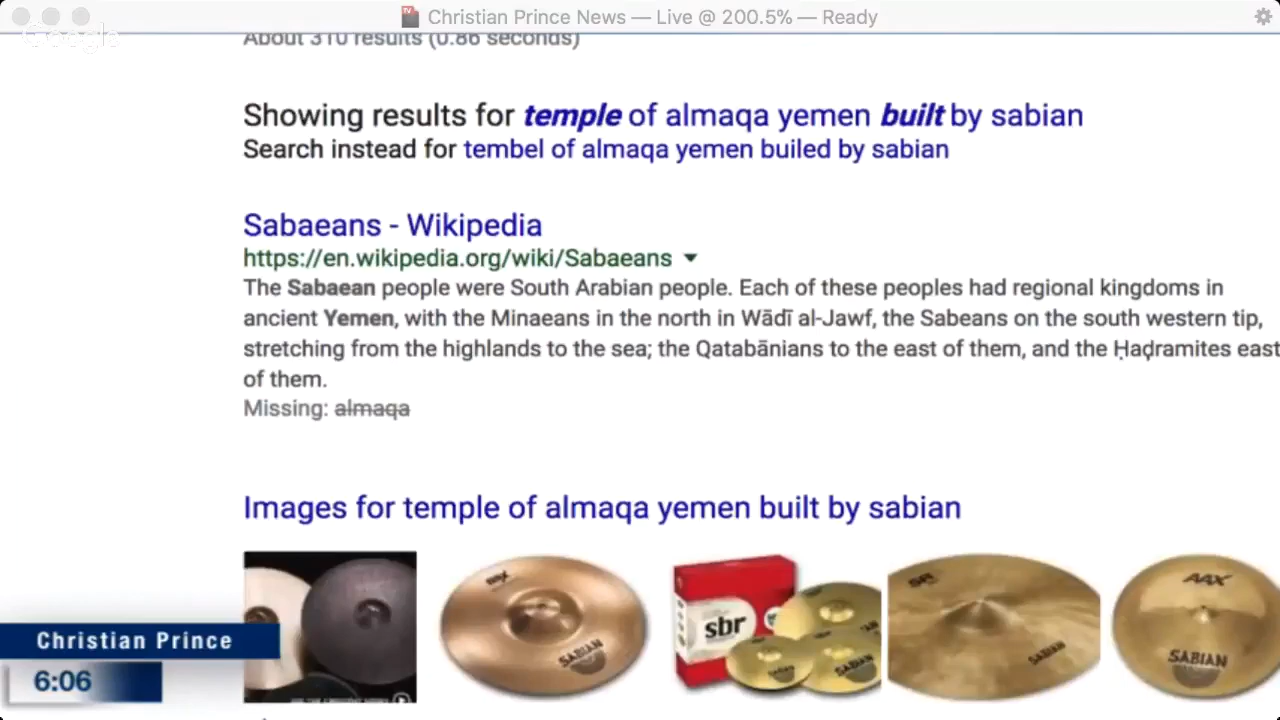 Christian Prince News — Live @ 200.5% — Ready
Google
About 310 results (0.86 seconds)
Showing results for temple of almaqa yemen built by sabian
Search instead for tembel of almaqa yemen builed by sabian
Sabaeans - Wikipedia
https://en.wikipedia.org/wiki/Sabaeans
The Sabaean people were South Arabian people. Each of these peoples had regional kingdoms in
ancient Yemen, with the Minaeans in the north in Wādī al-Jawf, the Sabeans on the south western tip,
stretching from the highlands to the sea; the Qatabānians to the east of them, and the Ḥaḑramites east
of them.
Missing: almaqa
Images for temple of almaqa yemen built by sabian
SABIAN
sbr
SABIAN
SR
SABIAN
AAX
SABIAN
Christian Prince
6:06